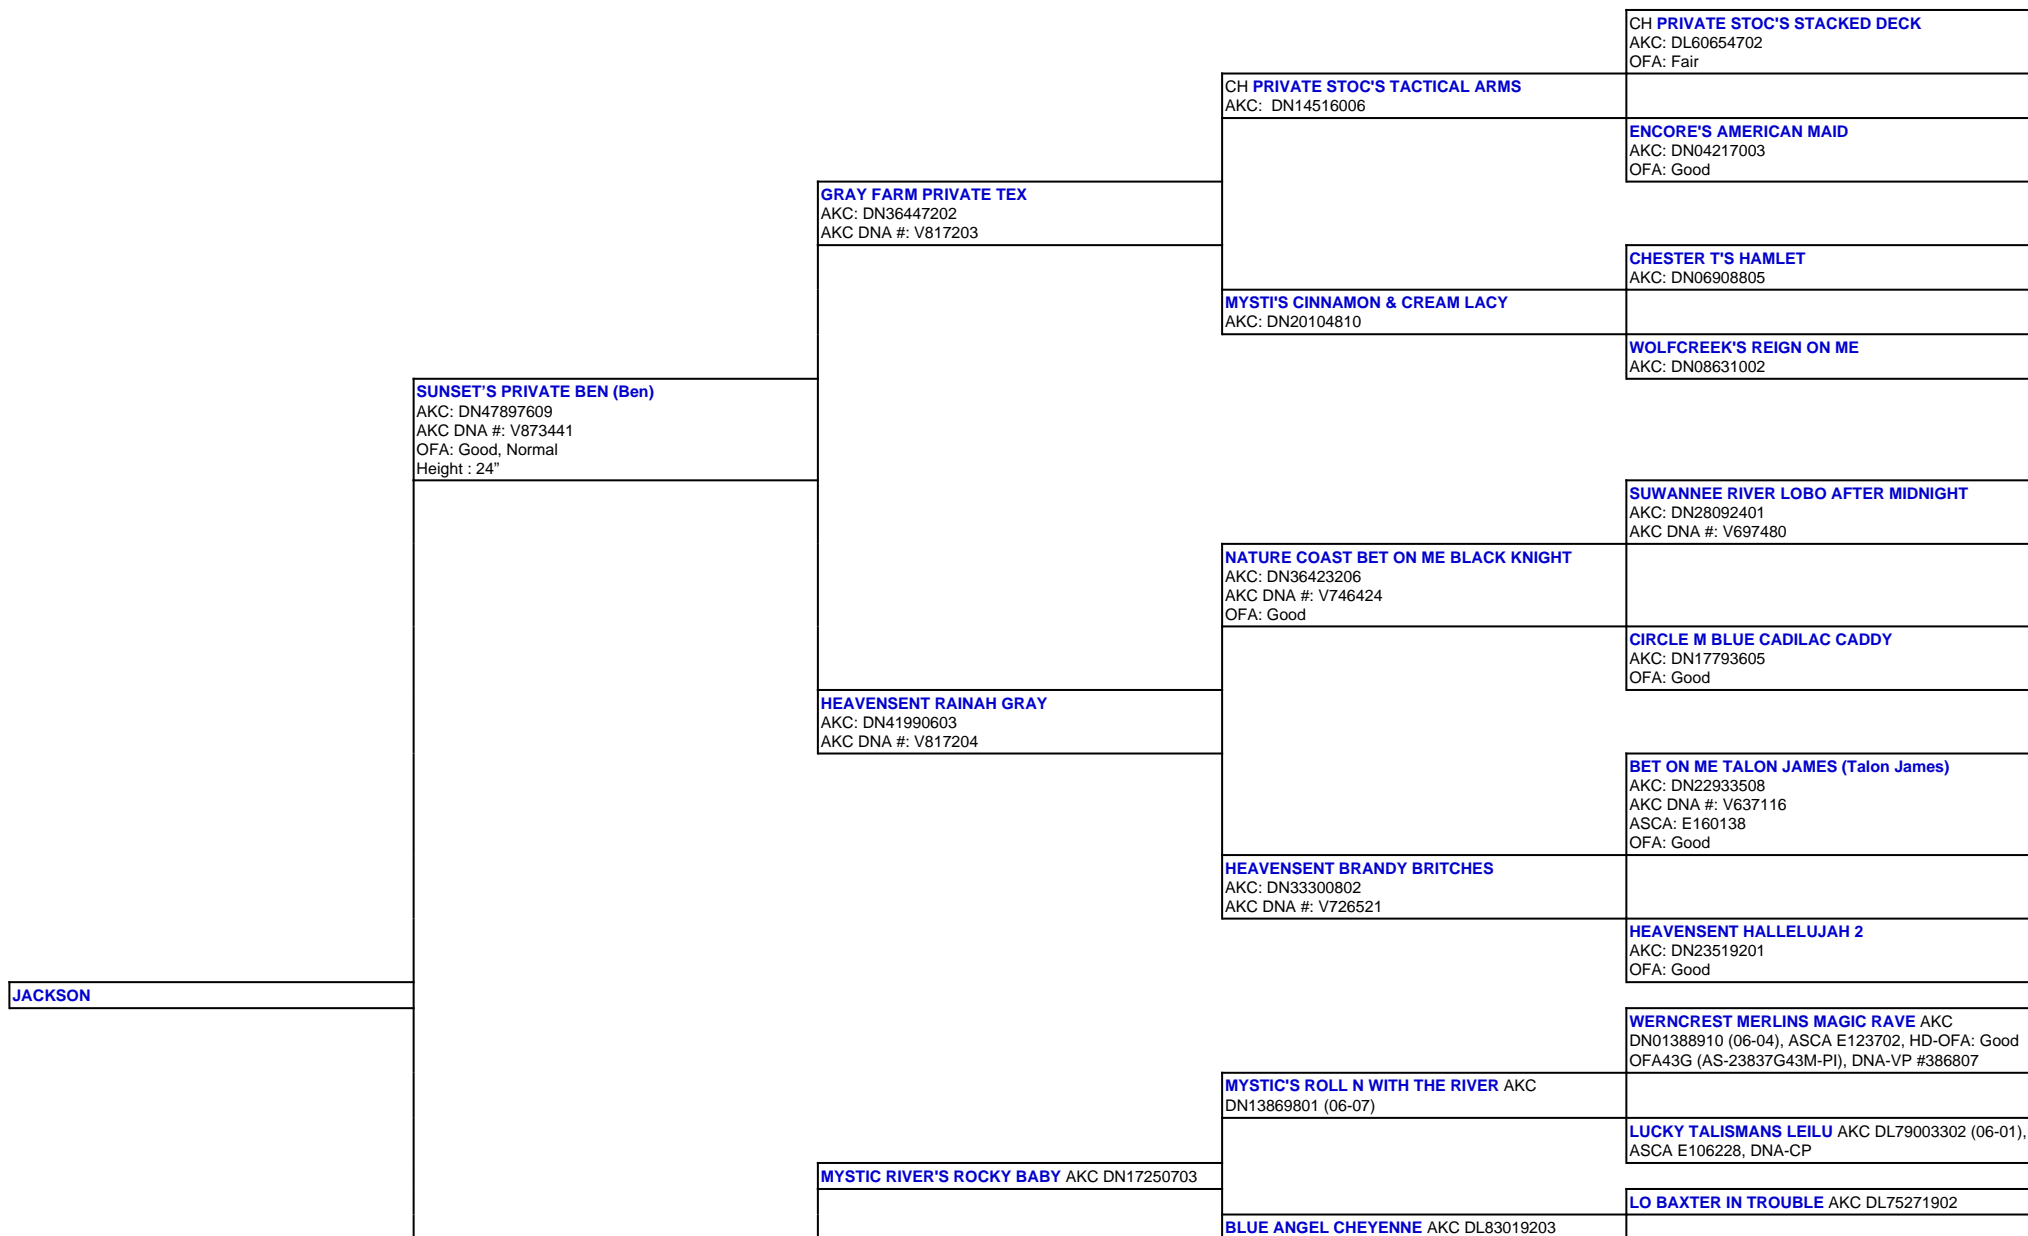 CH PRIVATE STOC'S STACKED DECK
AKC: DL60654702
OFA: Fair
CH PRIVATE STOC'S TACTICAL ARMS
AKC:  DN14516006
ENCORE'S AMERICAN MAID
AKC: DN04217003
OFA: Good
GRAY FARM PRIVATE TEX
AKC: DN36447202
AKC DNA #: V817203
CHESTER T'S HAMLET
AKC: DN06908805
MYSTI'S CINNAMON & CREAM LACY
AKC: DN20104810
WOLFCREEK'S REIGN ON ME
AKC: DN08631002
SUNSET’S PRIVATE BEN (Ben)
AKC: DN47897609
AKC DNA #: V873441
OFA: Good, Normal
Height : 24”
SUWANNEE RIVER LOBO AFTER MIDNIGHT
AKC: DN28092401
AKC DNA #: V697480
NATURE COAST BET ON ME BLACK KNIGHT
AKC: DN36423206
AKC DNA #: V746424
OFA: Good
CIRCLE M BLUE CADILAC CADDY
AKC: DN17793605
OFA: Good
HEAVENSENT RAINAH GRAY
AKC: DN41990603
AKC DNA #: V817204
BET ON ME TALON JAMES (Talon James)
AKC: DN22933508
AKC DNA #: V637116
ASCA: E160138
OFA: Good
HEAVENSENT BRANDY BRITCHES
AKC: DN33300802
AKC DNA #: V726521
HEAVENSENT HALLELUJAH 2
AKC: DN23519201
OFA: Good
JACKSON
WERNCREST MERLINS MAGIC RAVE AKC
DN01388910 (06-04), ASCA E123702, HD-OFA: Good
OFA43G (AS-23837G43M-PI), DNA-VP #386807
MYSTIC'S ROLL N WITH THE RIVER AKC
DN13869801 (06-07)
LUCKY TALISMANS LEILU AKC DL79003302 (06-01),
ASCA E106228, DNA-CP
MYSTIC RIVER'S ROCKY BABY AKC DN17250703
LO BAXTER IN TROUBLE AKC DL75271902
BLUE ANGEL CHEYENNE AKC DL83019203